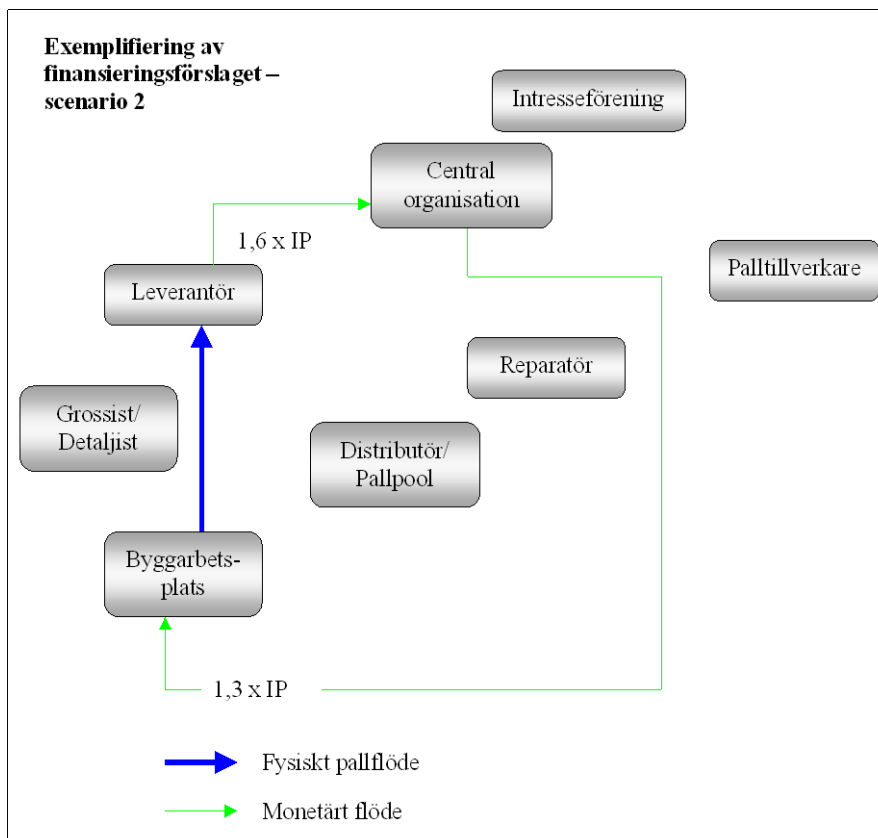 Exemplifiering av
finansieringsförslaget –
scenario 2
Intresseförening
Central
organisation
1,6 x IP
Palltillverkare
Leverantör
Reparatör
Grossist/
Detaljist
Distributör/
Pallpool
Byggarbets-
plats
1,3 x IP
Fysiskt pallflöde
Monetärt flöde